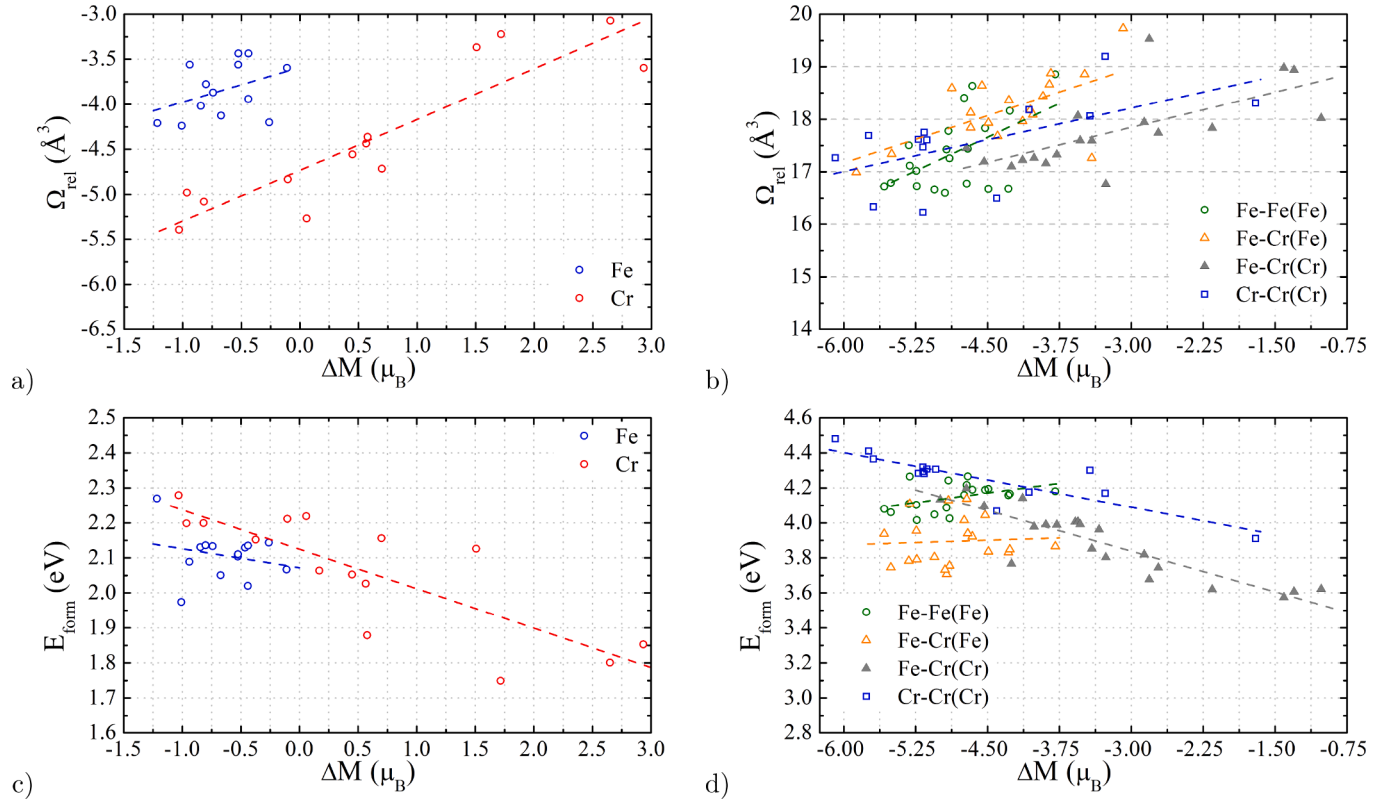 -3.0
-3.5
-4.0
-4.5
-5.0
-5.5
-6.0
-6.5
Ω_rel (Å³)
Fe
Cr
-1.5 -1.0 -0.5 0.0 0.5 1.0 1.5 2.0 2.5 3.0
ΔM (μ_B)
a)
20
19
18
17
16
15
14
Ω_rel (Å³)
Fe-Fe(Fe)
Fe-Cr(Fe)
Fe-Cr(Cr)
Cr-Cr(Cr)
-6.00 -5.25 -4.50 -3.75 -3.00 -2.25 -1.50 -0.75
ΔM (μ_B)
b)
2.5
2.4
2.3
2.2
2.1
2.0
1.9
1.8
1.7
1.6
E_form (eV)
Fe
Cr
-1.5 -1.0 -0.5 0.0 0.5 1.0 1.5 2.0 2.5 3.0
ΔM (μ_B)
c)
4.6
4.4
4.2
4.0
3.8
3.6
3.4
3.2
3.0
2.8
E_form (eV)
Fe-Fe(Fe)
Fe-Cr(Fe)
Fe-Cr(Cr)
Cr-Cr(Cr)
-6.00 -5.25 -4.50 -3.75 -3.00 -2.25 -1.50 -0.75
ΔM (μ_B)
d)